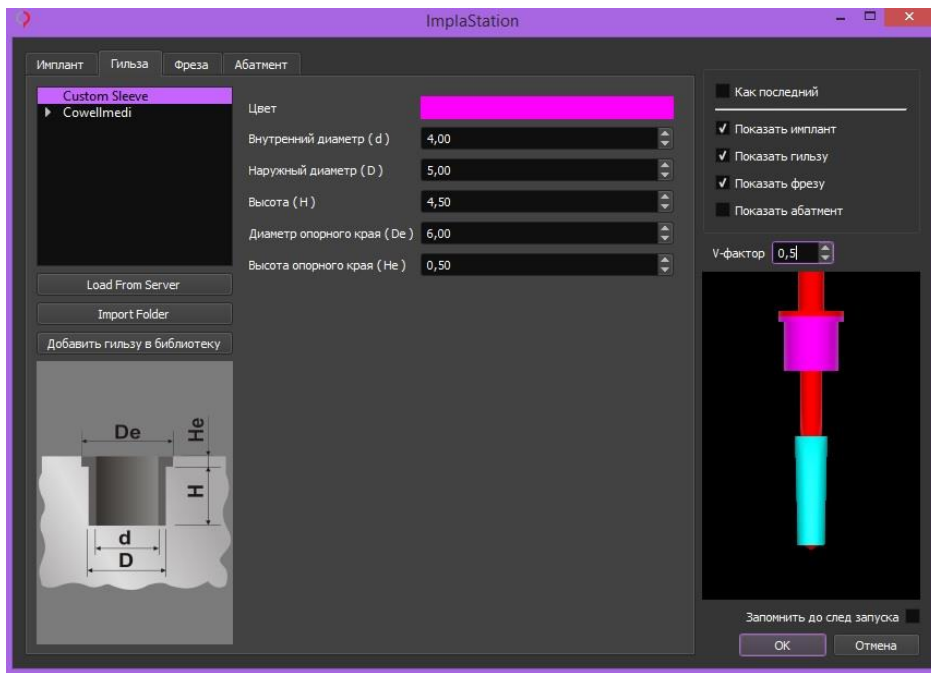 ImplaStation
Имплант Гильза Фреза Абатмент
Custom Sleeve
Cowellmedi
Load From Server
Import Folder
Добавить гильзу в библиотеку
De
He
H
d
D
Цвет
Внутренний диаметр ( d ) 4,00
Наружный диаметр ( D ) 5,00
Высота ( H ) 4,50
Диаметр опорного края ( De ) 6,00
Высота опорного края ( He ) 0,50
Как последний
Показать имплант
Показать гильзу
Показать фрезу
Показать абатмент
V-фактор 0,5
Запомнить до след запуска
OK Отмена